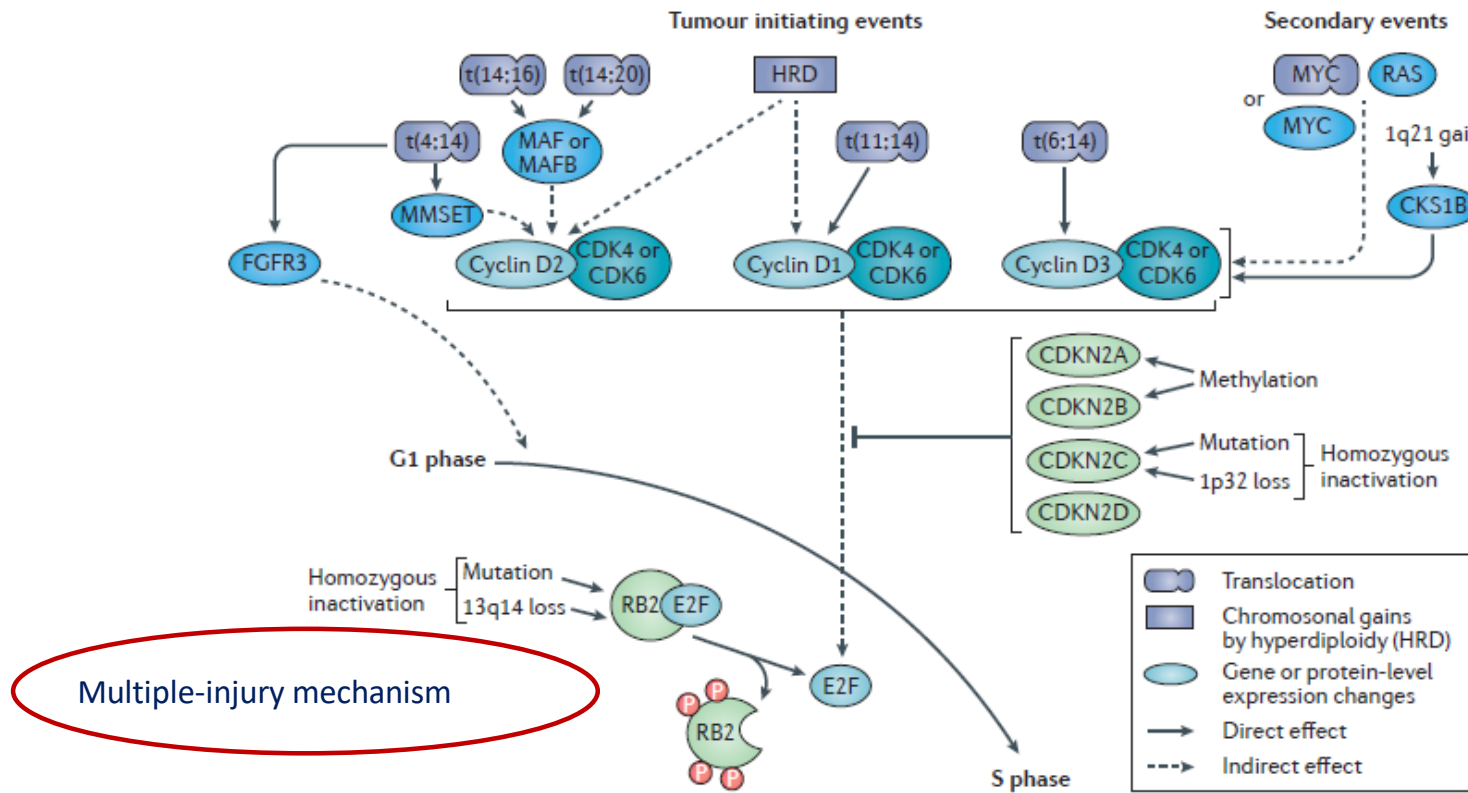 Tumour initiating events
Secondary events
t(14;16)
t(14;20)
HRD
MYC
RAS
or
MYC
1q21 gai
t(4;14)
MAF or
MAFB
t(11;14)
t(6;14)
MMSET
CKS1B
FGFR3
Cyclin D2
CDK4 or
CDK6
Cyclin D1
CDK4 or
CDK6
Cyclin D3
CDK4 or
CDK6
CDKN2A
Methylation
CDKN2B
G1 phase
CDKN2C
Mutation
1p32 loss
Homozygous
inactivation
CDKN2D
Homozygous
inactivation
Mutation
13q14 loss
RB2
E2F
Multiple-injury mechanism
E2F
P
P
RB2
P
P
S phase
Translocation
Chromosonal gains
by hyperdiploidy (HRD)
Gene or protein-level
expression changes
Direct effect
Indirect effect